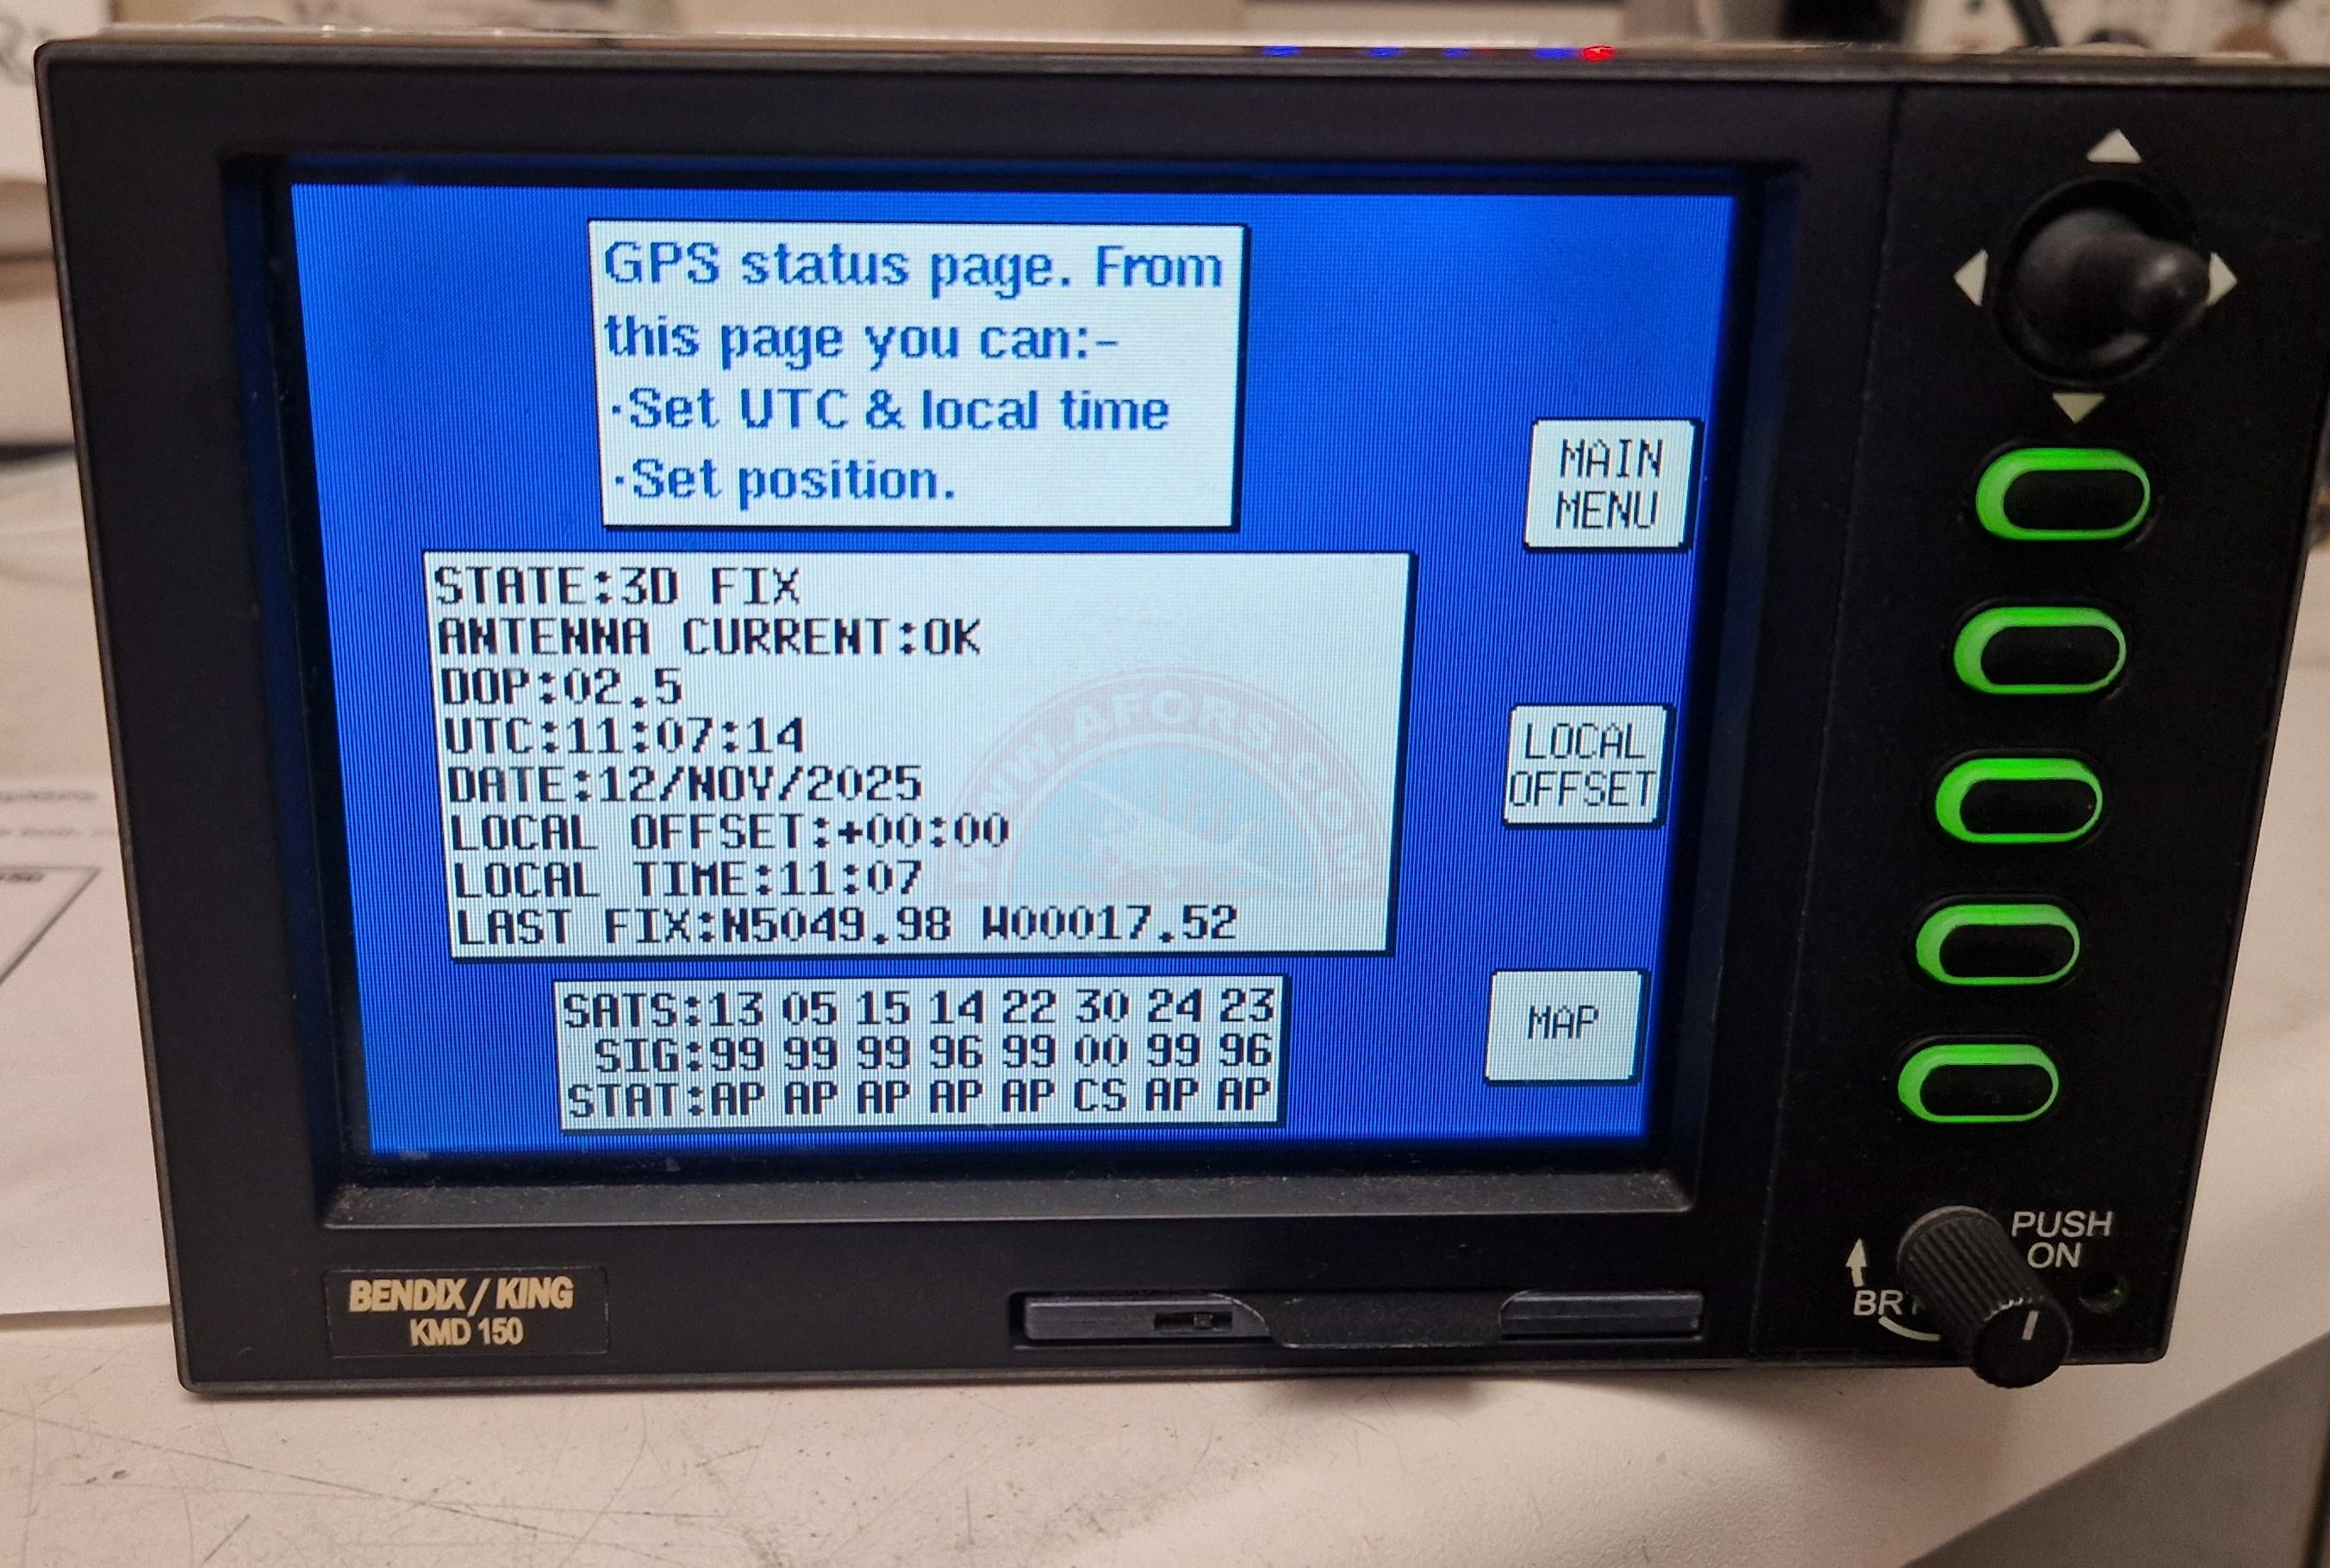 GPS status page. From
this page you can:-
·Set UTC & local time
·Set position.
MAIN
MENU
STATE:3D FIX
ANTENNA CURRENT:OK
DOP:02.5
UTC:11:07:14
DATE:12/NOV/2025
LOCAL OFFSET:+00:00
LOCAL TIME:11:07
LAST FIX:N5049.98 W00017.52
LOCAL
OFFSET
WWW.AFORS.COM
SATS:13 05 15 14 22 30 24 23
SIG:99 99 99 96 99 00 99 96
STAT:AP AP AP AP AP CS AP AP
MAP
PUSH
ON
BRT
BENDIX/KING
KMD 150